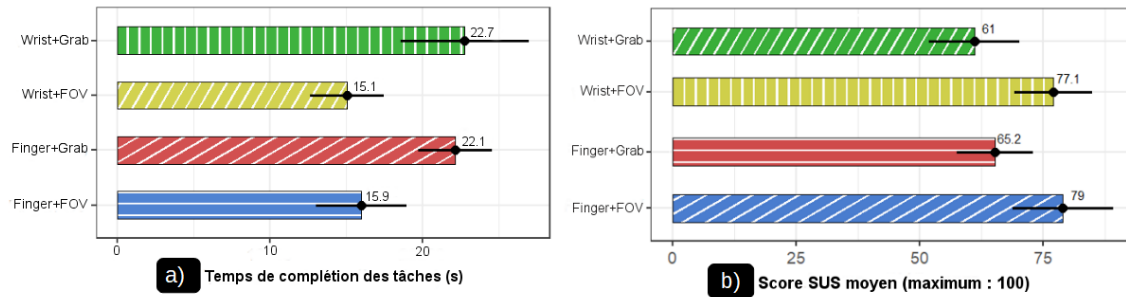 Wrist+Grab
22.7
Wrist+FOV
15.1
Finger+Grab
22.1
Finger+FOV
15.9
0 10 20
a) Temps de complétion des tâches (s)
Wrist+Grab
61
Wrist+FOV
77.1
Finger+Grab
65.2
Finger+FOV
79
0 25 50 75
b) Score SUS moyen (maximum : 100)